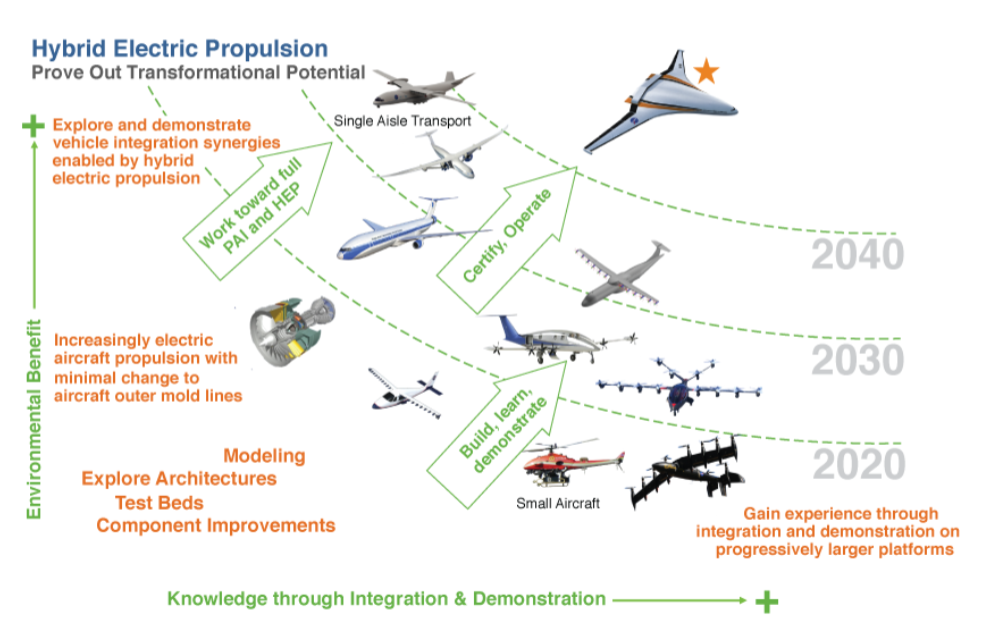 Hybrid Electric Propulsion
Prove Out Transformational Potential
+
Explore and demonstrate
vehicle integration synergies
enabled by hybrid
electric propulsion
Single Aisle Transport
Work toward full
PAI and HEP
Certify, Operate
2040
Environmental Benefit
Increasingly electric
aircraft propulsion with
minimal change to
aircraft outer mold lines
2030
Build, learn,
demonstrate
Modeling
Explore Architectures
Test Beds
Component Improvements
2020
Small Aircraft
Gain experience through
integration and demonstration on
progressively larger platforms
Knowledge through Integration & Demonstration
+